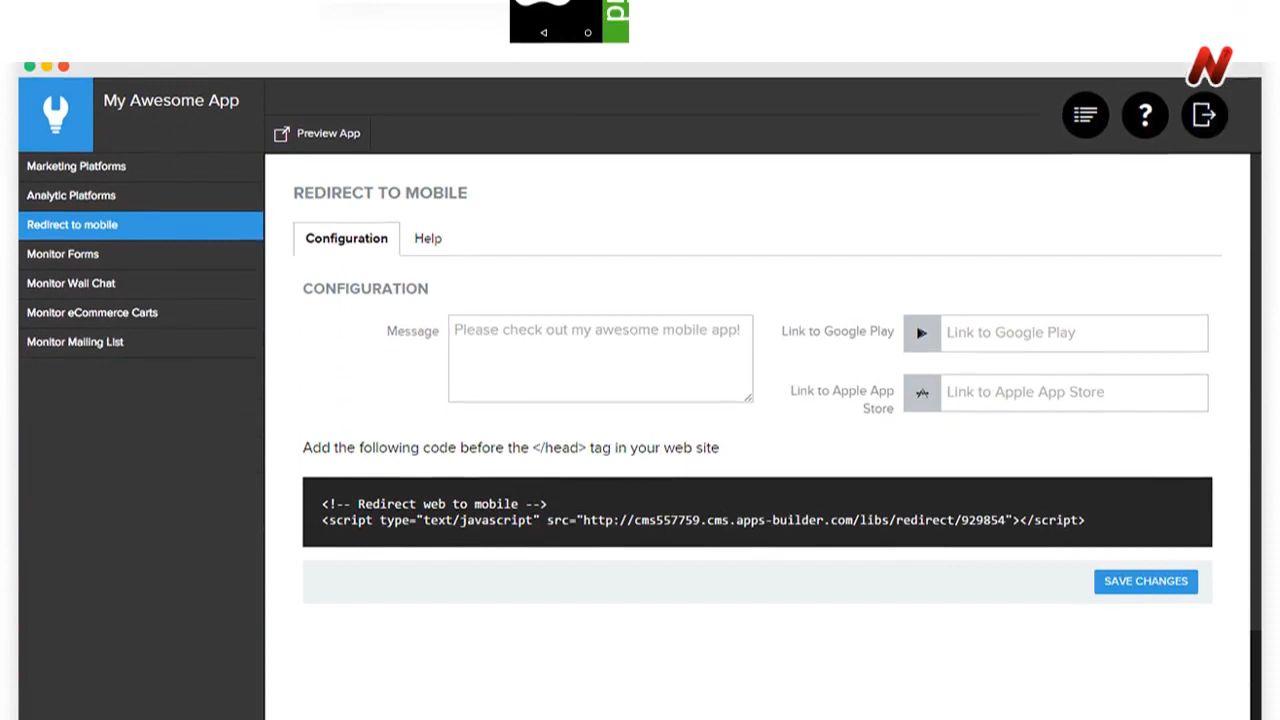 id
N
My Awesome App
Preview App
?
Marketing Platforms
Analytic Platforms
Redirect to mobile
Monitor Forms
Monitor Wall Chat
Monitor eCommerce Carts
Monitor Mailing List
REDIRECT TO MOBILE
Configuration
Help
CONFIGURATION
Message
Please check out my awesome mobile app!
Link to Google Play
Link to Google Play
Link to Apple App
Store
Link to Apple App Store
Add the following code before the </head> tag in your web site
<!-- Redirect web to mobile -->
<script type="text/javascript" src="http://cms557759.cms.apps-builder.com/libs/redirect/929854"></script>
SAVE CHANGES